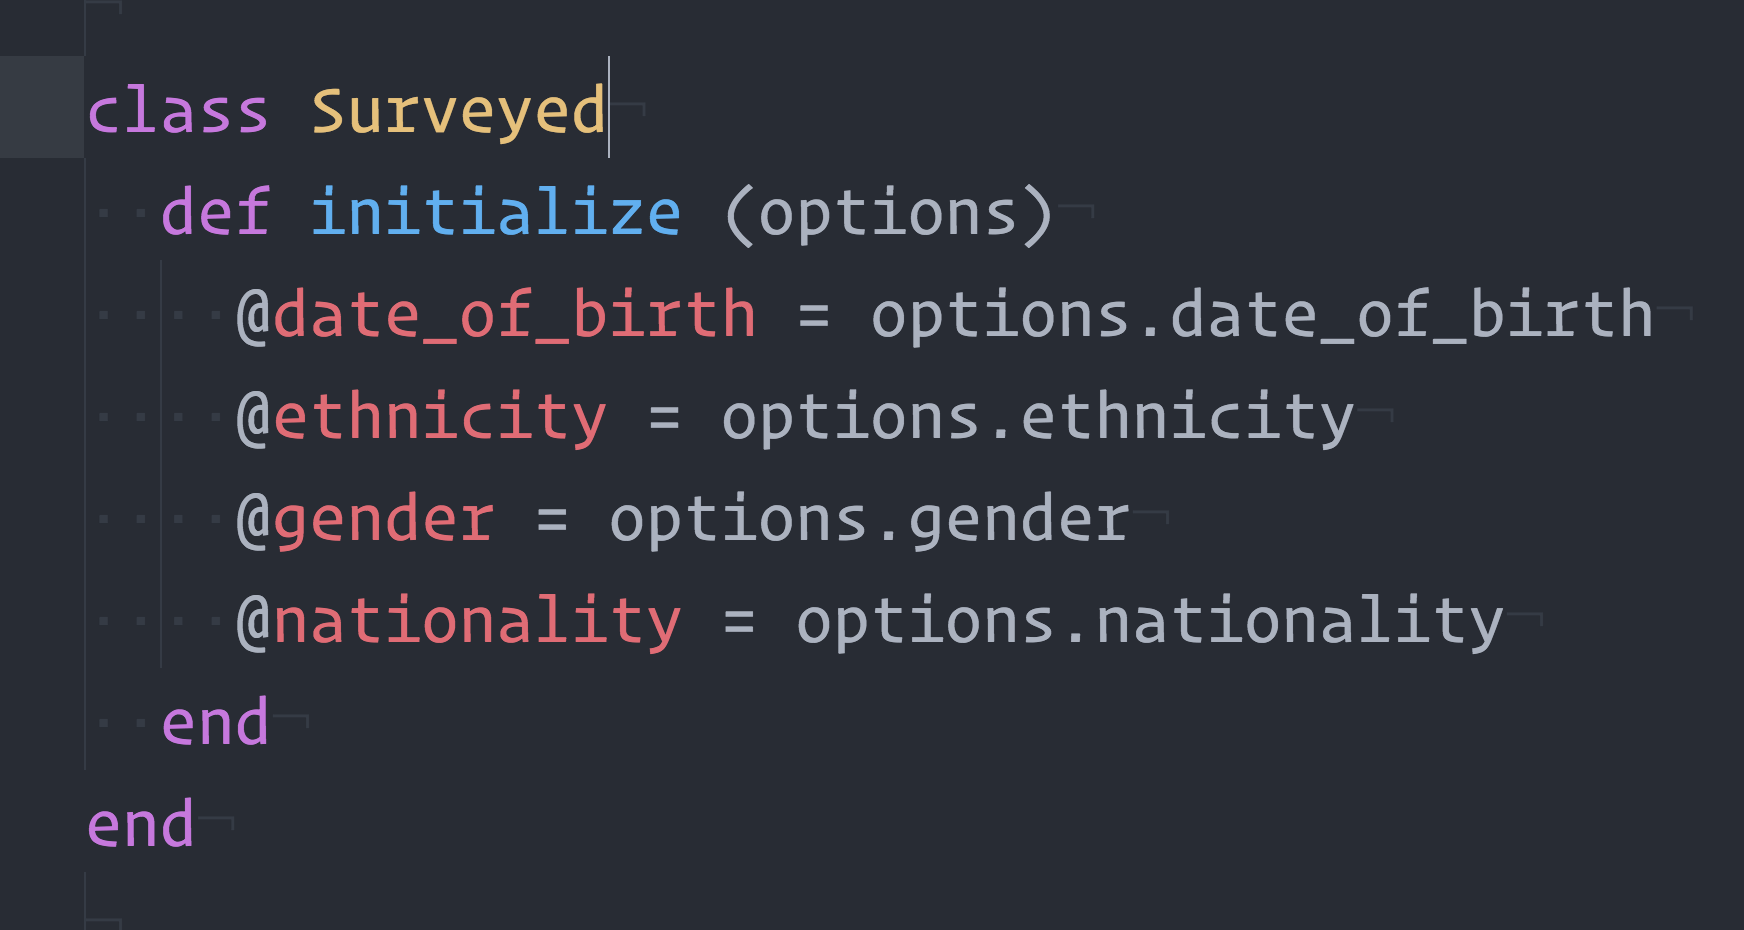 class Surveyed
  def initialize (options)
    @date_of_birth = options.date_of_birth
    @ethnicity = options.ethnicity
    @gender = options.gender
    @nationality = options.nationality
  end
end